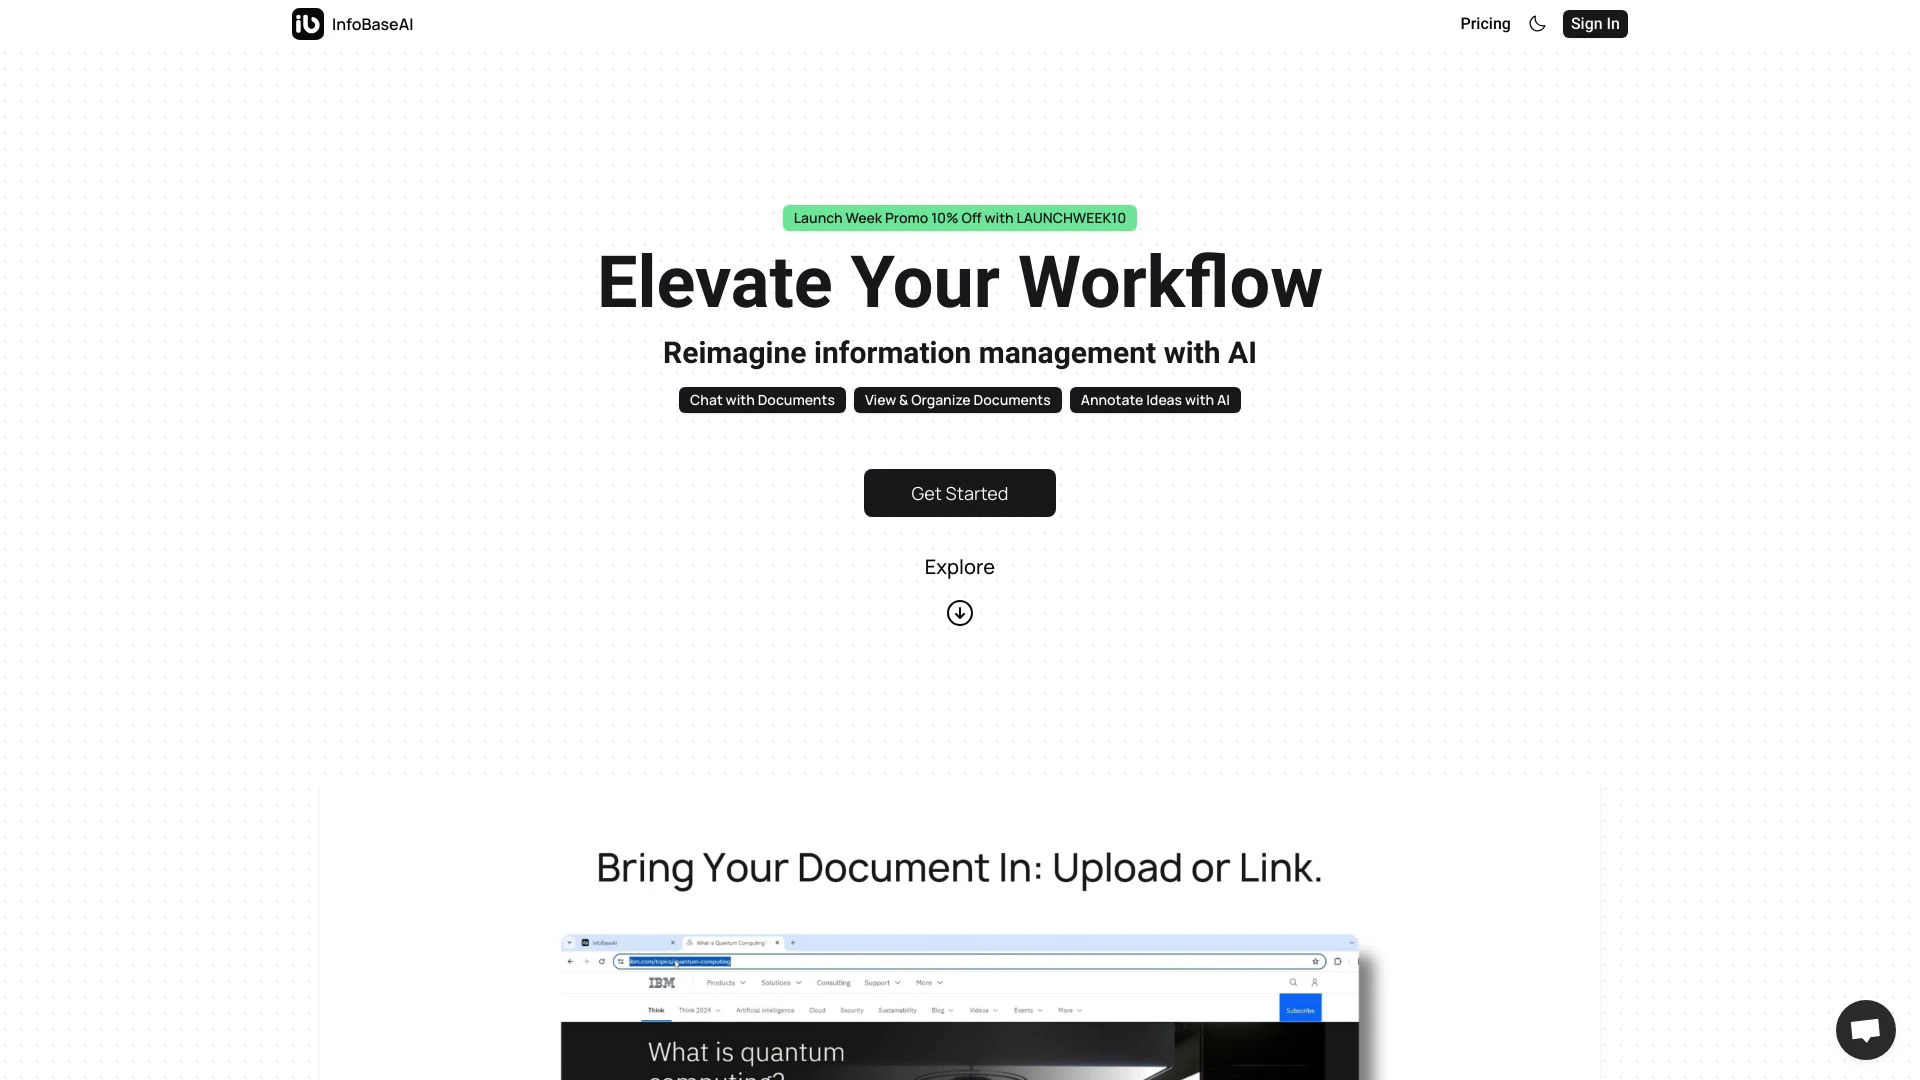 InfoBaseAI
Pricing
Sign In
Launch Week Promo 10% Off with LAUNCHWEEK10
Elevate Your Workflow
Reimagine information management with AI
Chat with Documents
View & Organize Documents
Annotate Ideas with AI
Get Started
Explore
Bring Your Document In: Upload or Link.
InfoBaseAI
What is Quantum Computing?
ibm.com/topics/quantum-computing
IBM
Products
Solutions
Consulting
Support
More
Think
Think 2024
Artificial intelligence
Cloud
Security
Sustainability
Blog
Videos
Events
More
Subscribe
What is quantum
computing?